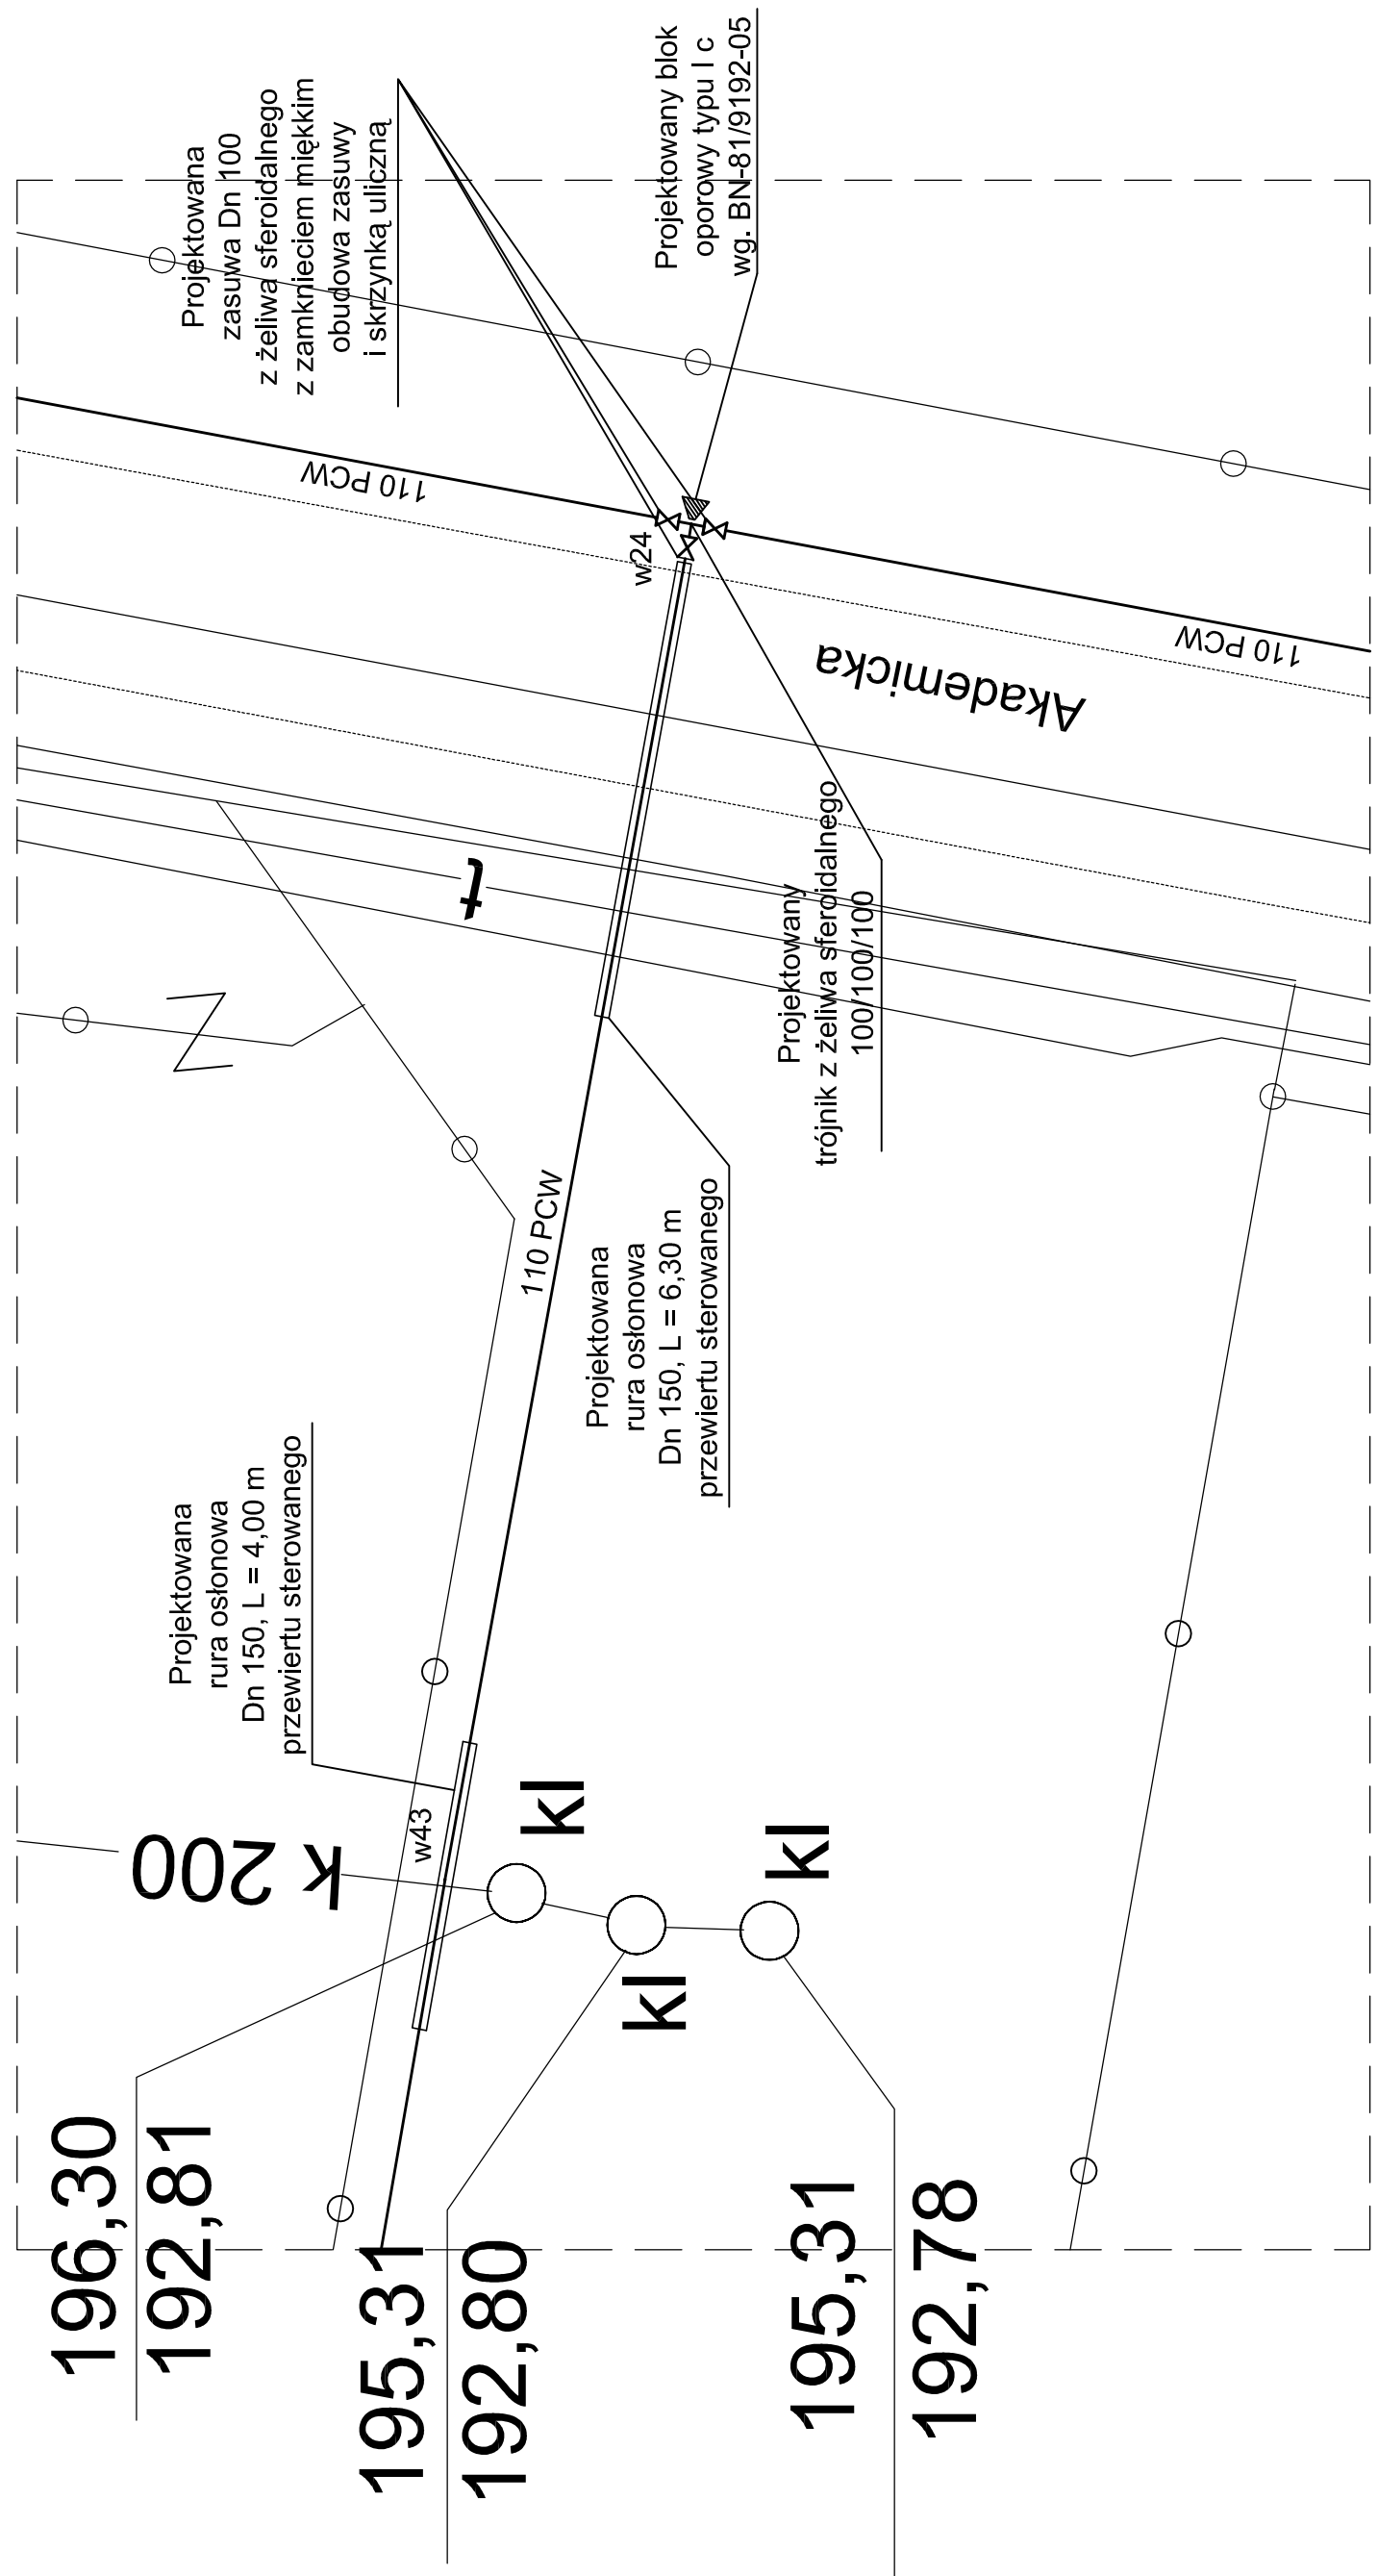 Projektowana
zasuwa Dn 100
z żeliwa sferoidalnego
z zamknieciem miękkim
obudowa zasuwy
i skrzynką uliczną
Projektowany blok
oporowy typu I c
wg. BN-81/9192-05
110 PCW
w24
110 PCW
Akademicka
t
Projektowany
trójnik z żeliwa sferoidalnego
100/100/100
110 PCW
Projektowana
rura osłonowa
Dn 150, L = 6,30 m
przewiertu sterowanego
Projektowana
rura osłonowa
Dn 150, L = 4,00 m
przewiertu sterowanego
w43
k 200
kl
kl
kl
196,30
192,81
195,31
192,80
195,31
192,78